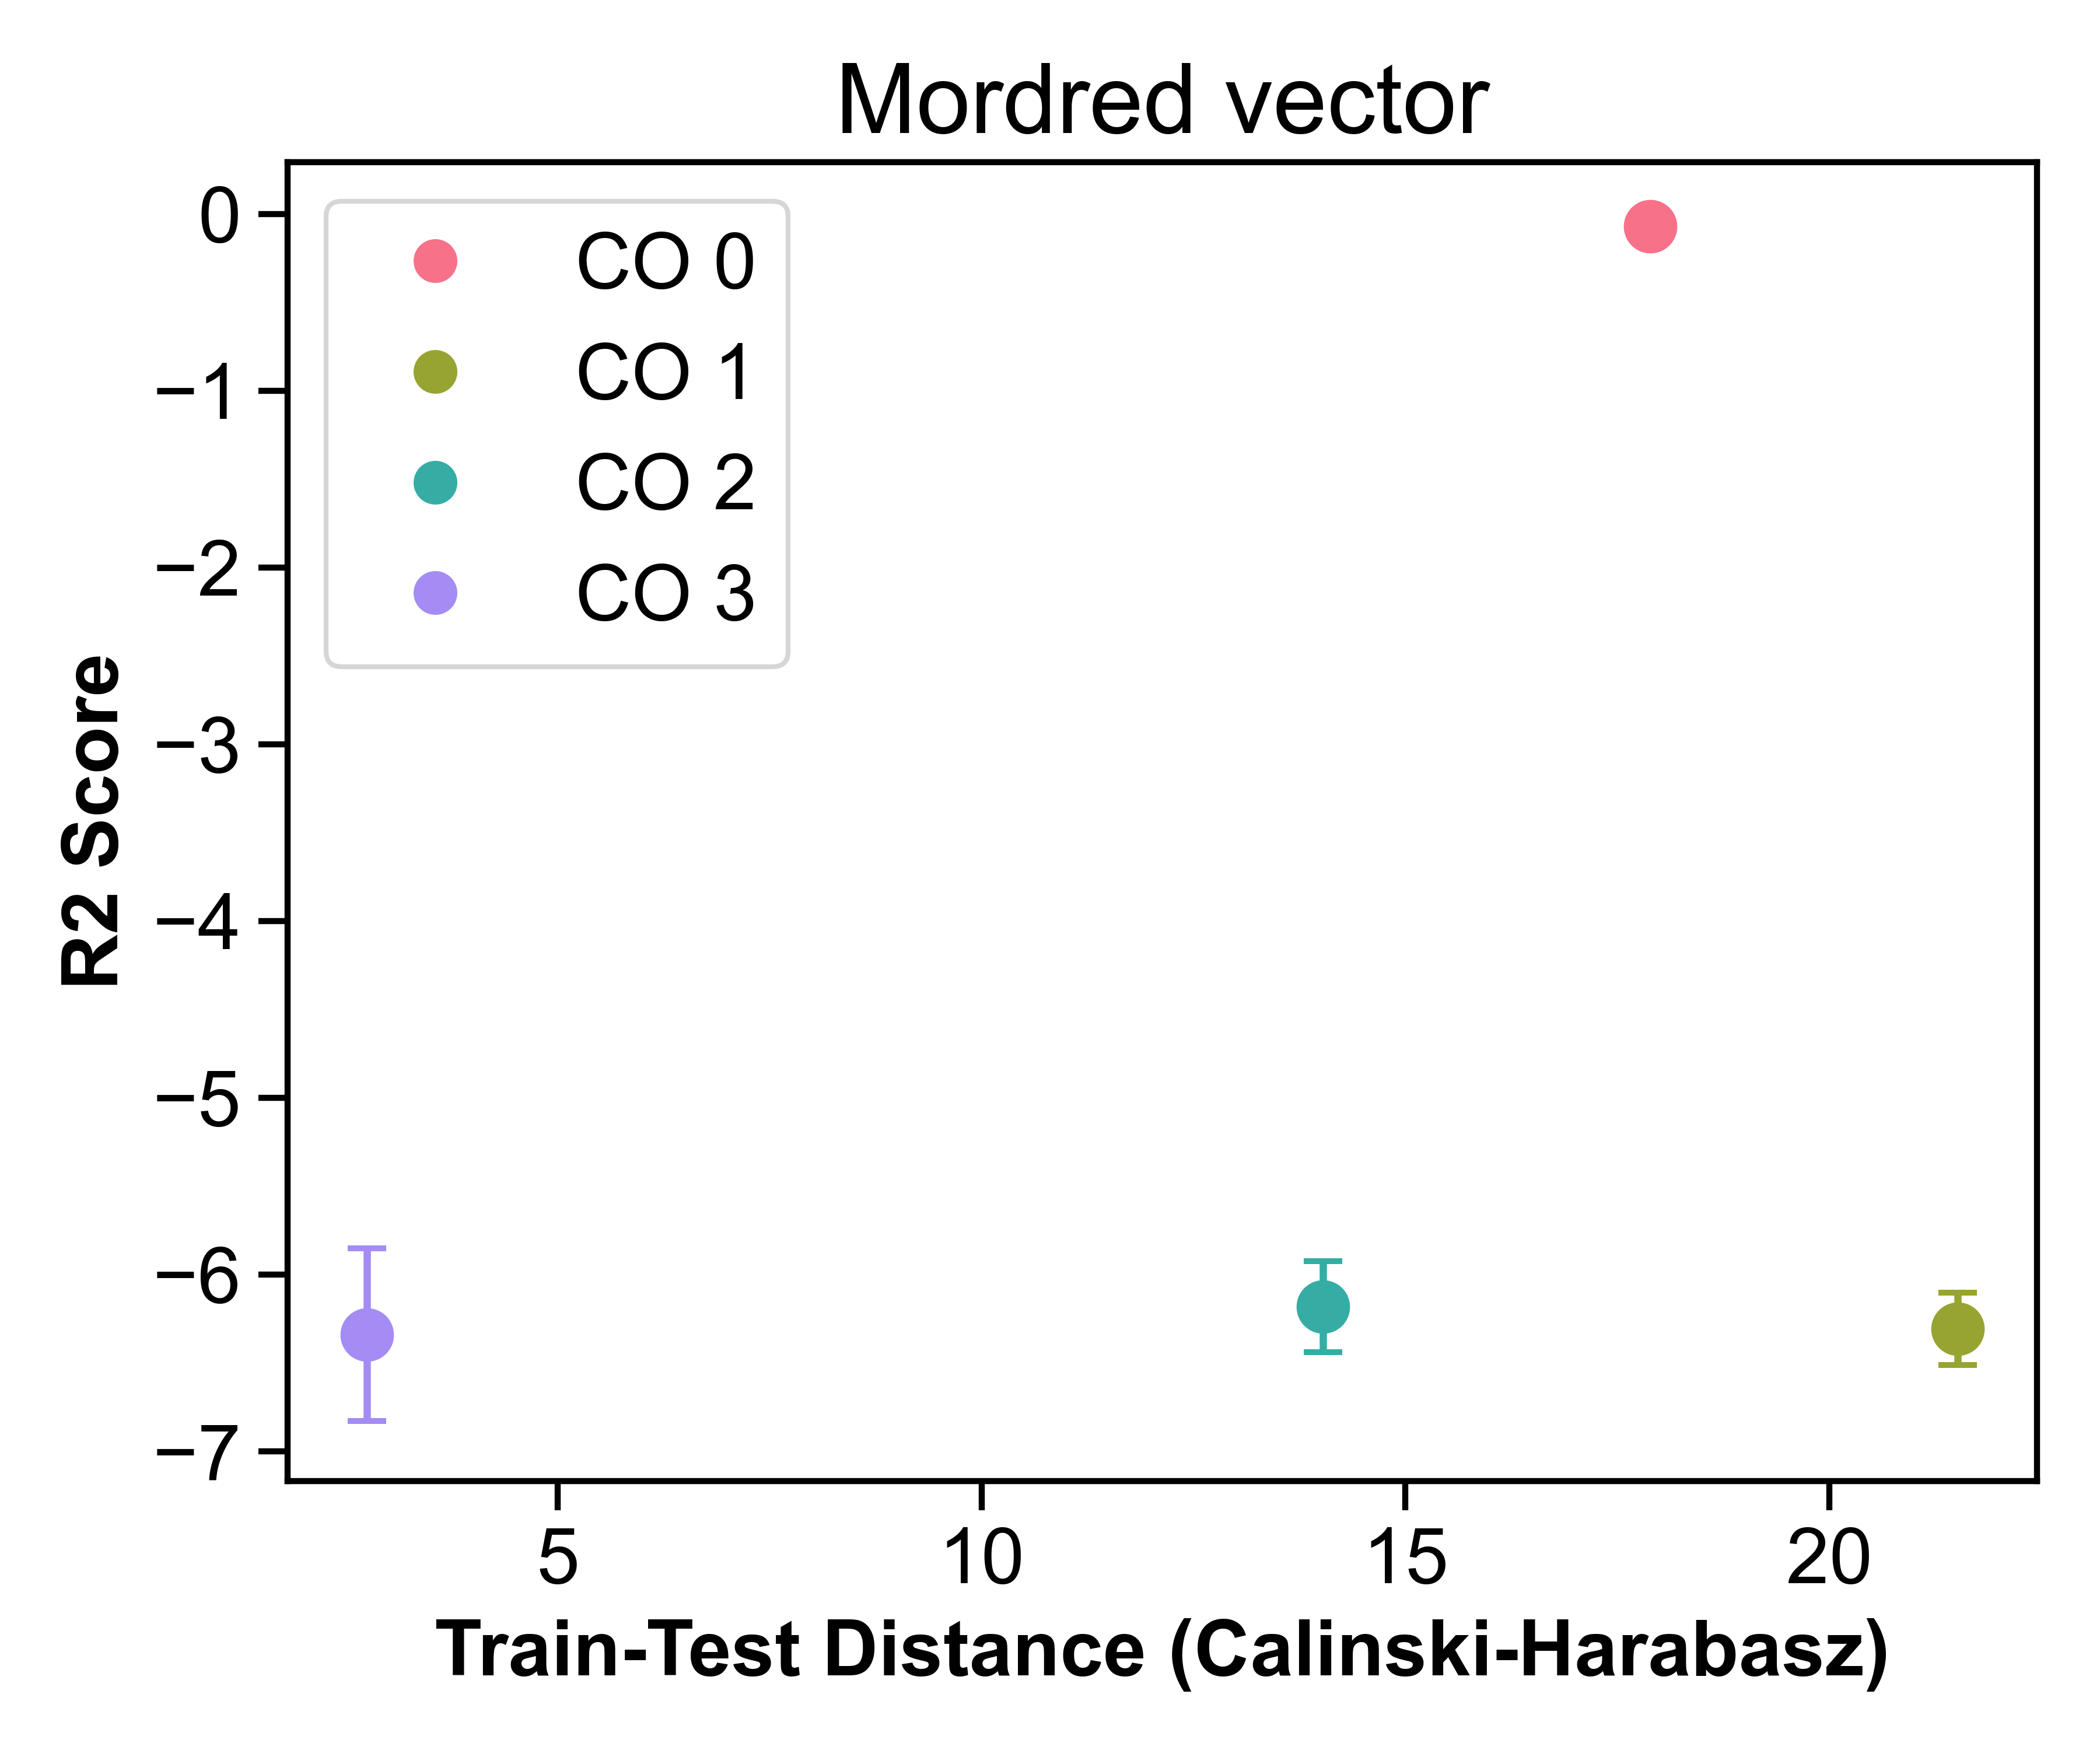 Mordred vector
0
−1
−2
−3
−4
−5
−6
−7
R2 Score
CO 0
CO 1
CO 2
CO 3
5 10 15 20
Train-Test Distance (Calinski-Harabasz)